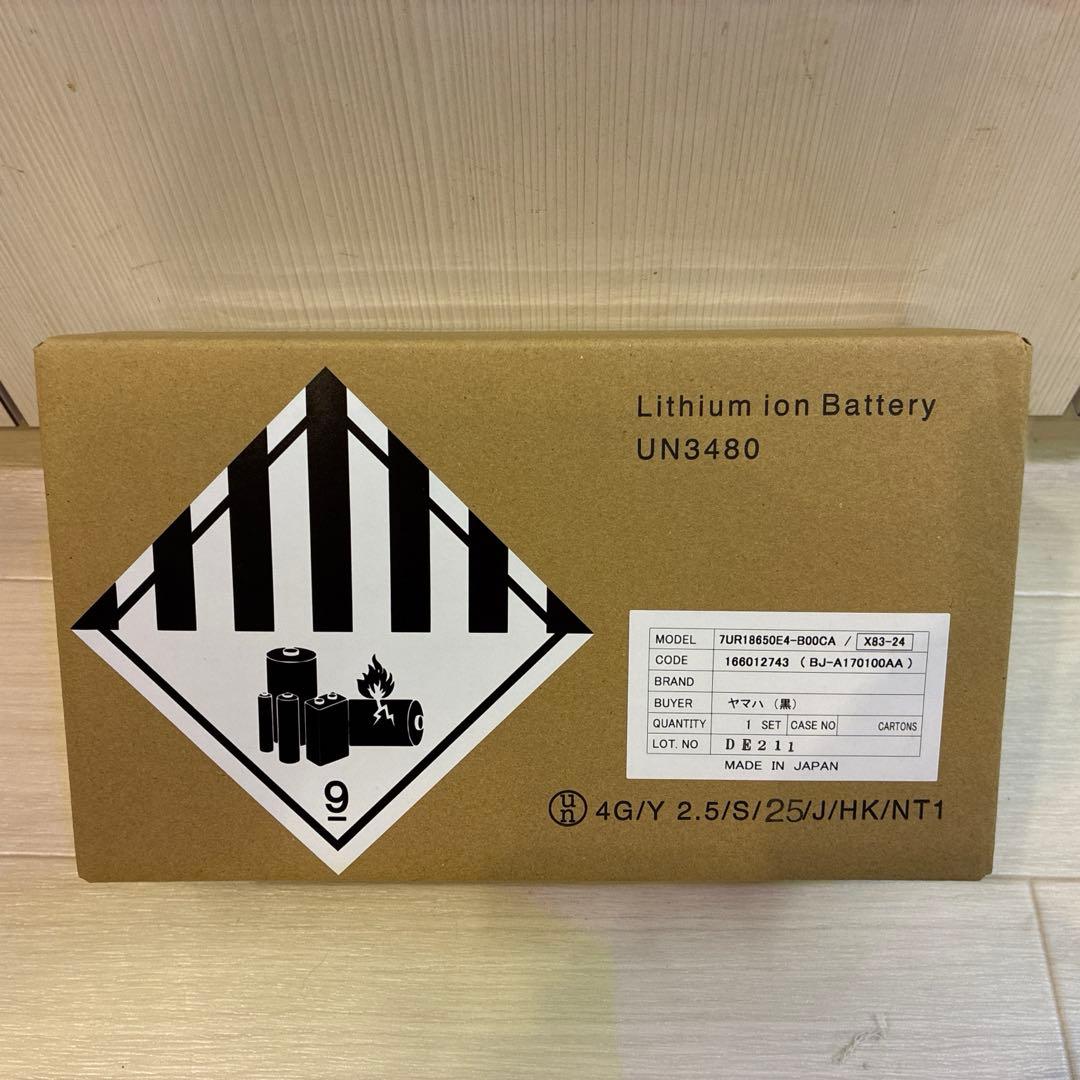 Lithium ion Battery
UN3480
MODEL 7UR18650E4-B00CA / X83-24
CODE 166012743 ( BJ-A170100AA )
BRAND
BUYER ヤマハ (黒)
QUANTITY 1 SET CASE NO CARTONS
LOT. NO DE211
MADE IN JAPAN
9
un 4G/Y 2.5/S/25/J/HK/NT1